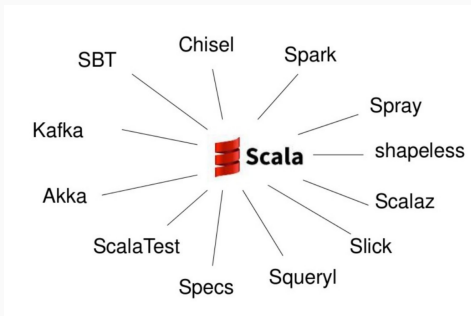 Chisel
SBT
Spark
Spray
Kafka
shapeless
Scala
Akka
Scalaz
ScalaTest
Slick
Squeryl
Specs